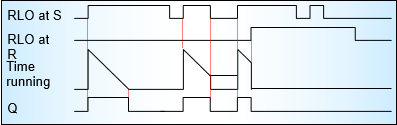 RLO at S
RLO at
R
Time
running
Q